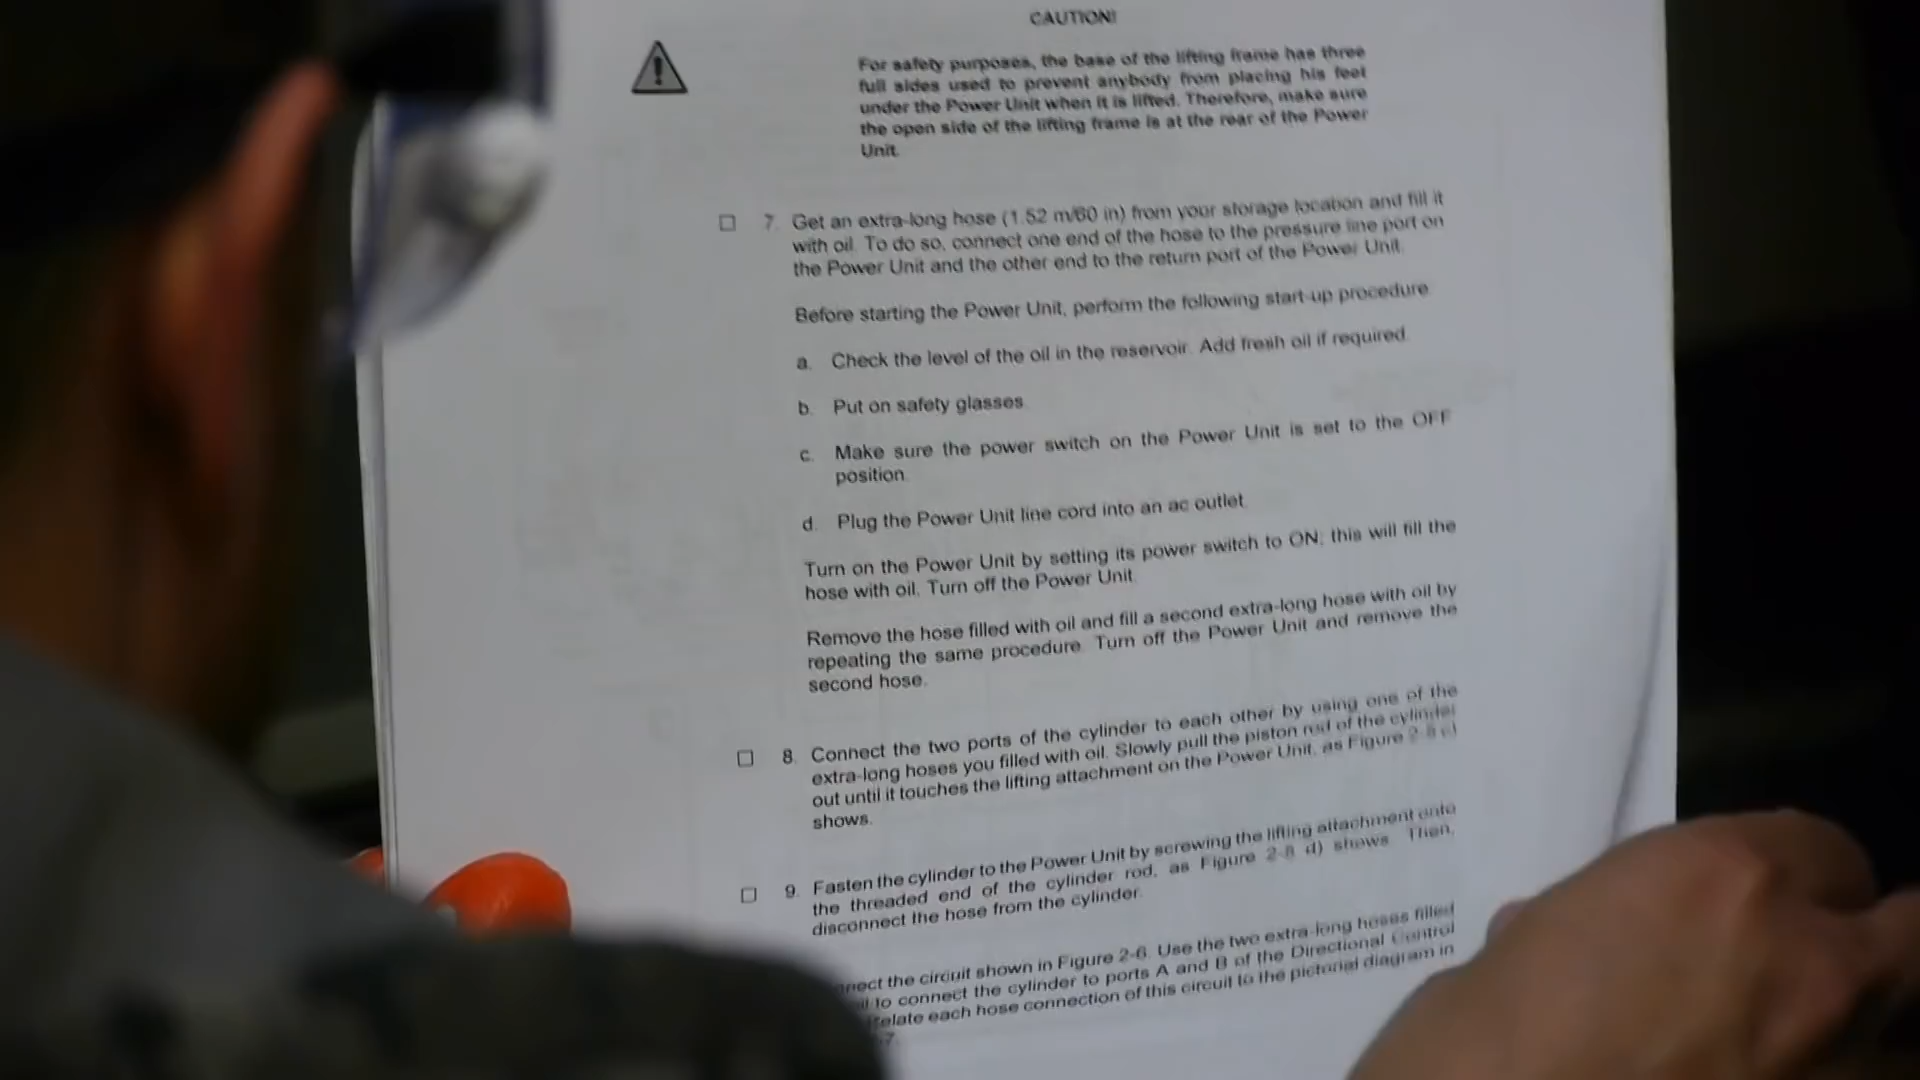 CAUTION!
For safety purposes, the base of the lifting frame has three
full sides used to prevent anybody from placing his feet
under the Power Unit when it is lifted. Therefore, make sure
the open side of the lifting frame is at the rear of the Power
Unit.
7. Get an extra-long hose (1.52 m/60 in) from your storage location and fill it
with oil. To do so, connect one end of the hose to the pressure line port on
the Power Unit and the other end to the return port of the Power Unit.
Before starting the Power Unit, perform the following start-up procedure
a. Check the level of the oil in the reservoir. Add fresh oil if required.
b. Put on safety glasses.
c. Make sure the power switch on the Power Unit is set to the OFF
position.
d. Plug the Power Unit line cord into an ac outlet.
Turn on the Power Unit by setting its power switch to ON; this will fill the
hose with oil. Turn off the Power Unit.
Remove the hose filled with oil and fill a second extra-long hose with oil by
repeating the same procedure. Turn off the Power Unit and remove the
second hose.
8. Connect the two ports of the cylinder to each other by using one of the
extra-long hoses you filled with oil. Slowly pull the piston rod of the cylinder
out until it touches the lifting attachment on the Power Unit, as Figure 2-8 c)
shows.
9. Fasten the cylinder to the Power Unit by screwing the lifting attachment onto
the threaded end of the cylinder rod, as Figure 2-8 d) shows. Then,
disconnect the hose from the cylinder.
nect the circuit shown in Figure 2-6. Use the two extra-long hoses filled
to connect the cylinder to ports A and B of the Directional Control
elate each hose connection of this circuit to the pictorial diagram in
7.